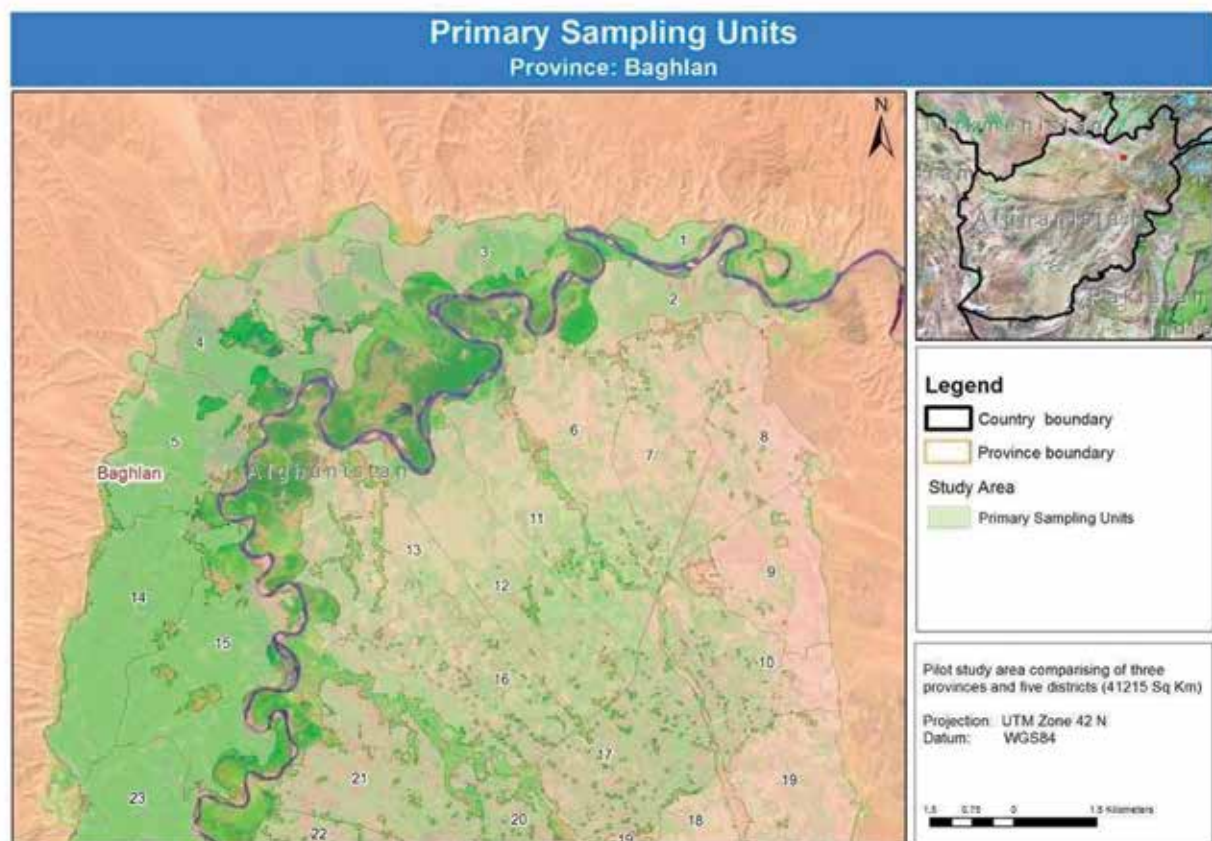 Primary Sampling Units
Province: Baghlan
N
1
3
2
4
6
8
5
7
Baghlan
Afghanistan
11
13
9
12
14
15
10
16
17
21
19
23
20
18
22
19
Afghanistan
Pakistan
Legend
Country boundary
Province boundary
Study Area
Primary Sampling Units
Pilot study area comparising of three
provinces and five districts (41215 Sq Km)
Projection: UTM Zone 42 N
Datum: WGS84
1.5 0.75 0 1.5 Kilometers